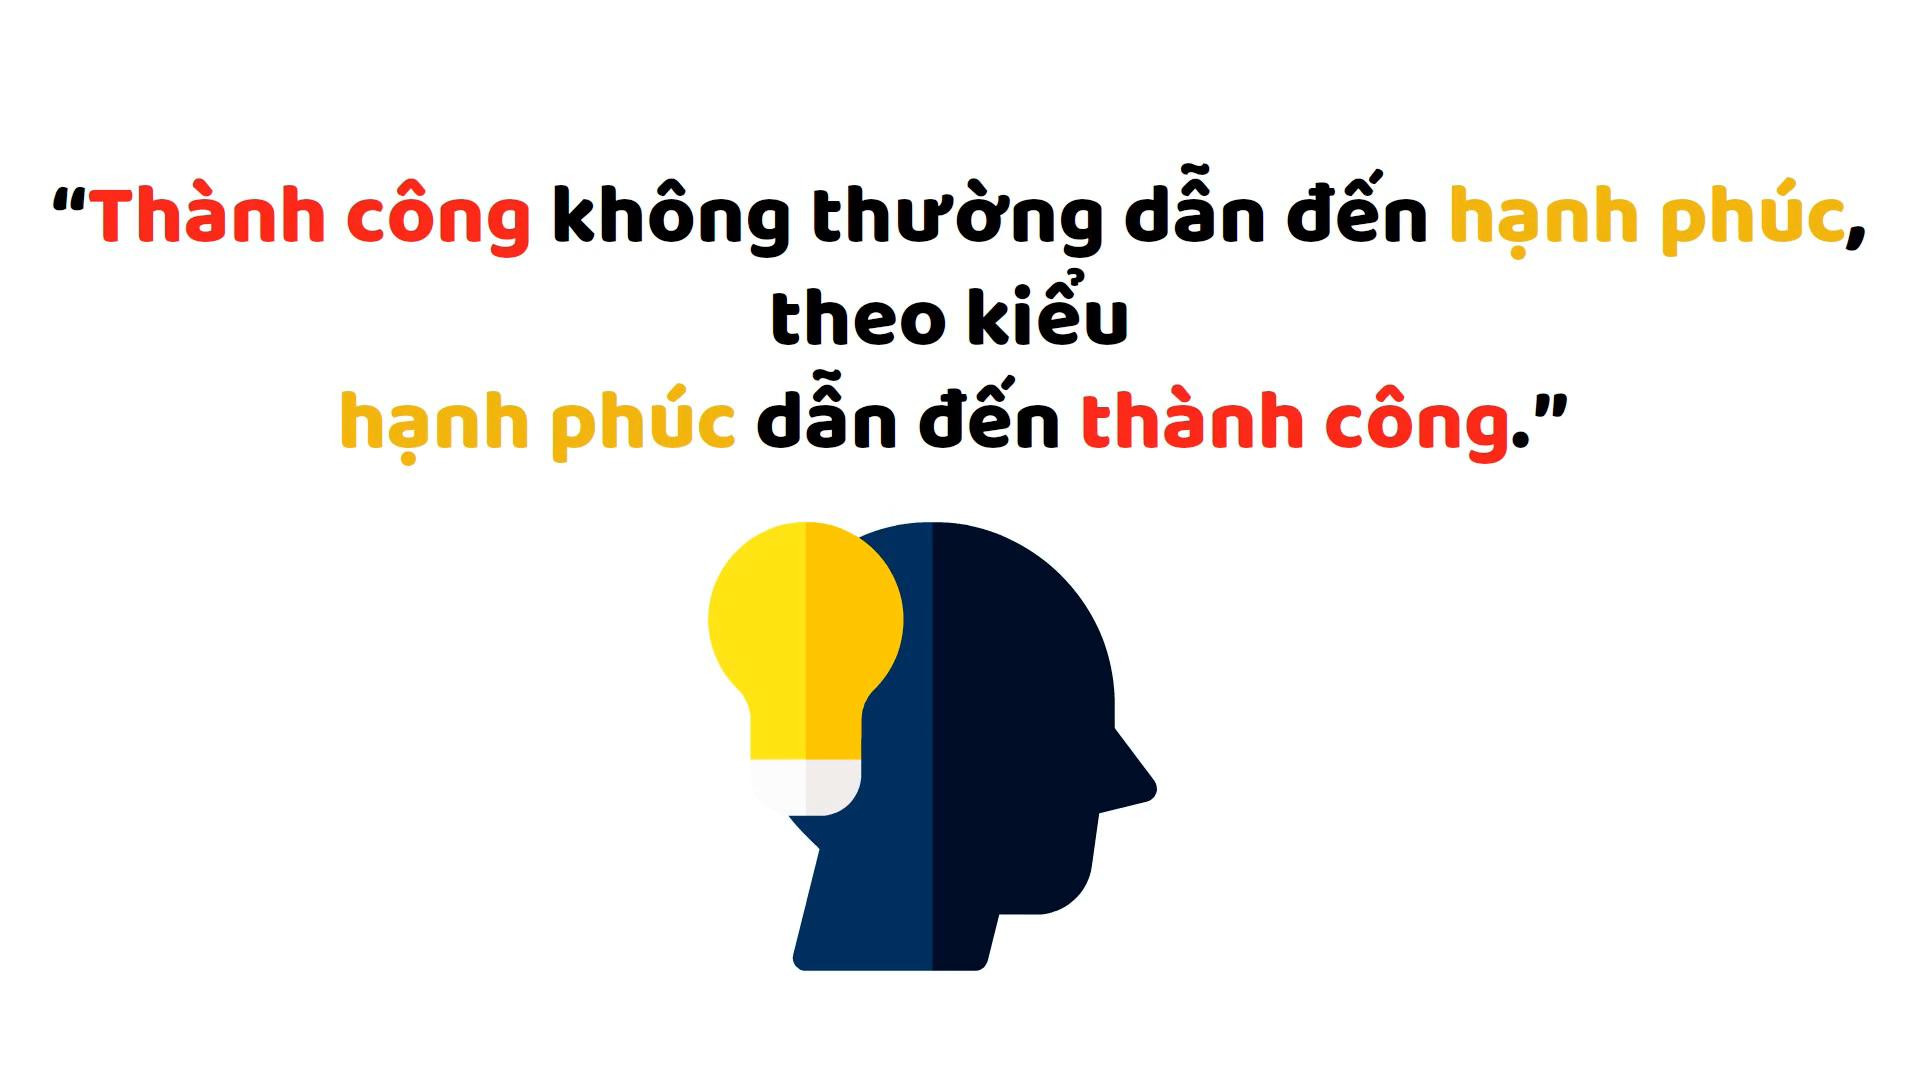 “Thành công không thường dẫn đến hạnh phúc,
theo kiểu
hạnh phúc dẫn đến thành công.”